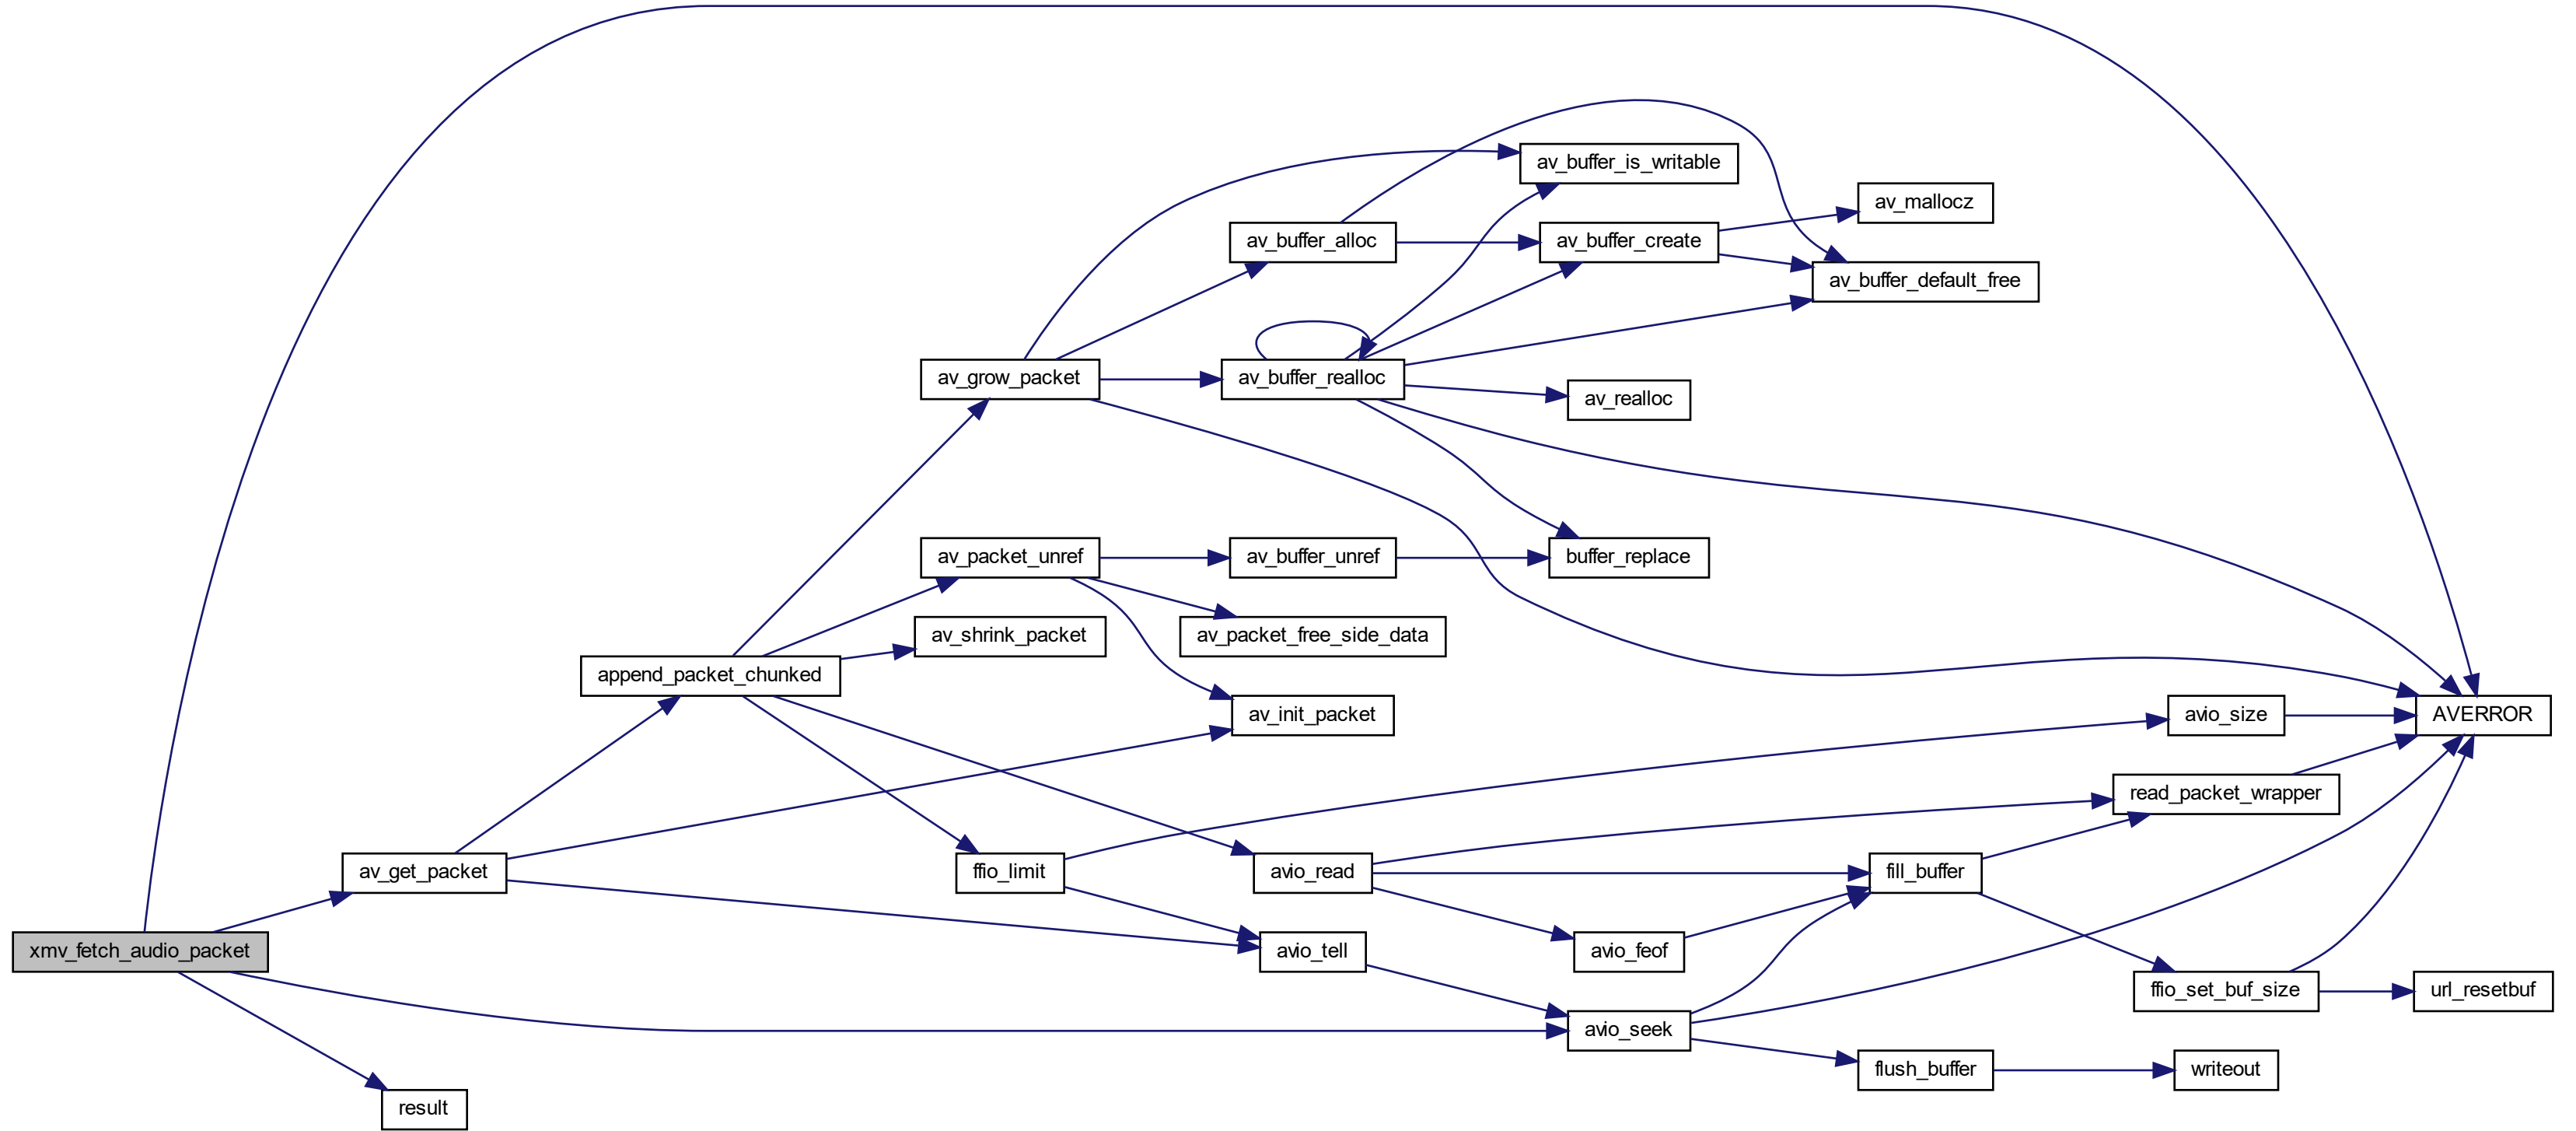 av_buffer_is_writable
av_mallocz
av_buffer_alloc
av_buffer_create
av_buffer_default_free
av_grow_packet
av_buffer_realloc
av_realloc
av_packet_unref
av_buffer_unref
buffer_replace
av_shrink_packet
av_packet_free_side_data
append_packet_chunked
av_init_packet
avio_size
AVERROR
read_packet_wrapper
av_get_packet
ffio_limit
avio_read
fill_buffer
xmv_fetch_audio_packet
avio_tell
avio_feof
ffio_set_buf_size
url_resetbuf
avio_seek
flush_buffer
writeout
result